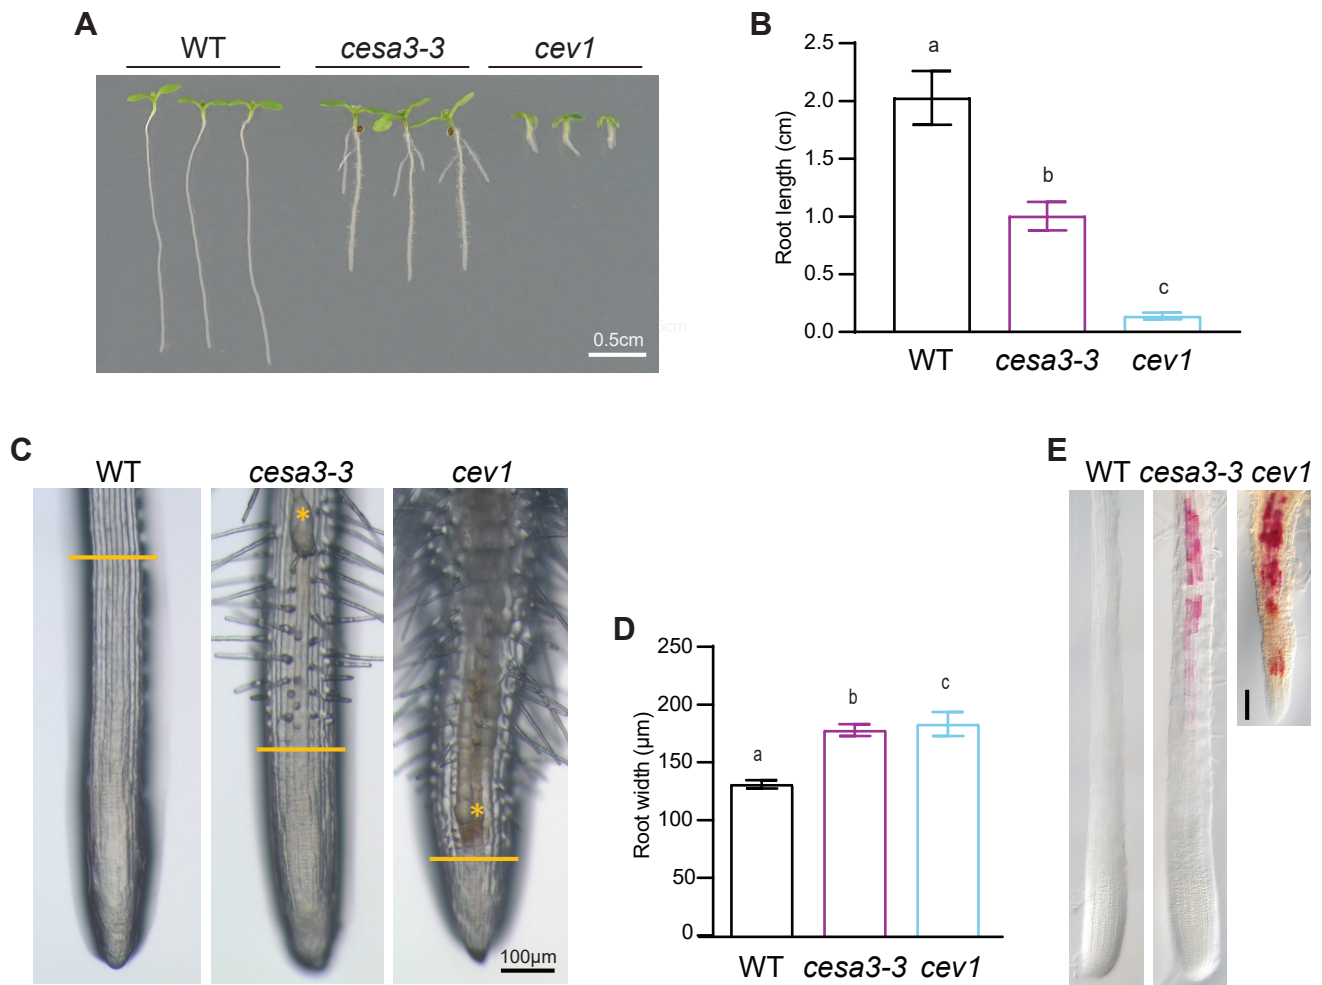 A
WT
cesa3-3
cev1
0.5cm
B
Root length (cm)
2.5
2.0
1.5
1.0
0.5
0.0
a
b
c
WT
cesa3-3
cev1
C
WT
cesa3-3
cev1
*
*
100µm
D
Root width (µm)
250
200
150
100
50
0
a
b
c
WT
cesa3-3
cev1
E
WT cesa3-3 cev1